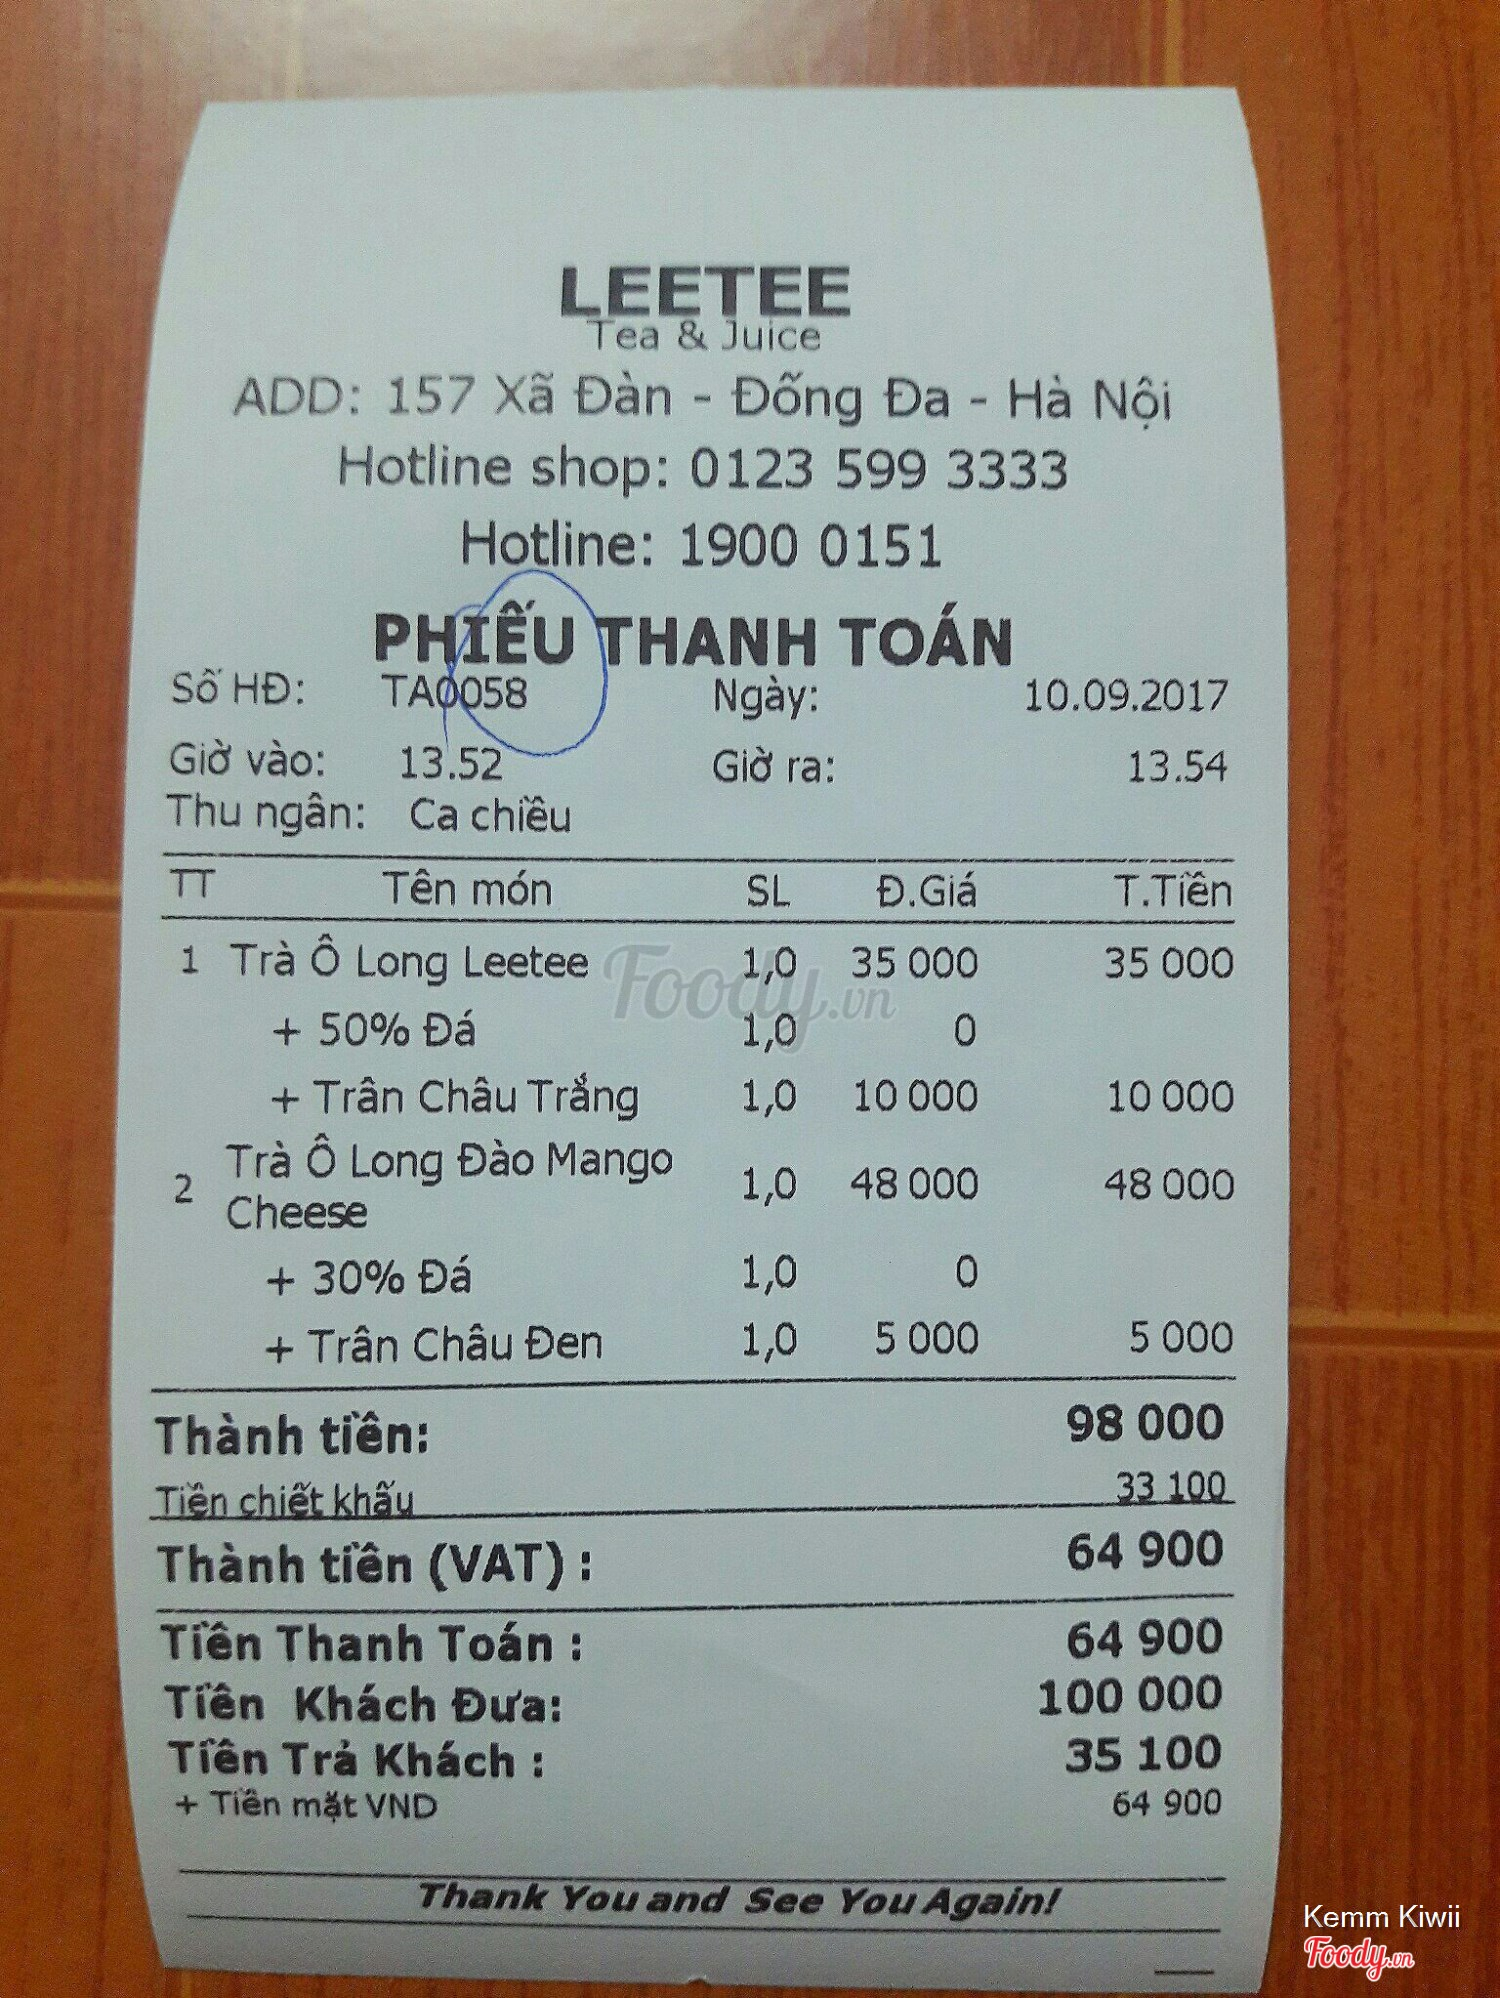 LEETEE
Tea & Juice
ADD: 157 Xã Đàn - Đống Đa - Hà Nội
Hotline shop: 0123 599 3333
Hotline: 1900 0151
PHIẾU THANH TOÁN
Số HĐ: TA0058 Ngày: 10.09.2017
Giờ vào: 13.52 Giờ ra: 13.54
Thu ngân: Ca chiều
TT Tên món SL Đ.Giá T.Tiền
1 Trà Ô Long Leetee 1,0 35 000 35 000
+ 50% Đá 1,0 0
+ Trân Châu Trắng 1,0 10 000 10 000
2 Trà Ô Long Đào Mango Cheese 1,0 48 000 48 000
+ 30% Đá 1,0 0
+ Trân Châu Đen 1,0 5 000 5 000
Thành tiền: 98 000
Tiền chiết khấu 33 100
Thành tiền (VAT) : 64 900
Tiền Thanh Toán : 64 900
Tiền Khách Đưa: 100 000
Tiền Trả Khách : 35 100
+ Tiền mặt VND 64 900
Thank You and See You Again!
Foody.vn
Kemm Kiwii
Foody.vn